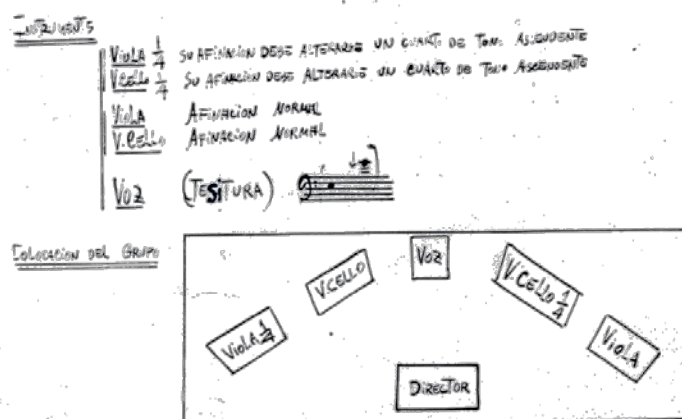 INSTRUMENTS
VIOLA 1/4 SU AFINACION DEBE ALTERARSE UN CUARTO DE TONO ASCENDENTE
V.CELLO 1/4 SU AFINACION DEBE ALTERARSE UN CUARTO DE TONO ASCENDENTE
VIOLA AFINACION NORMAL
V.CELLO AFINACION NORMAL
VOZ (TESITURA)
COLOCACION DEL GRUPO
VOZ
V.CELLO
V.CELLO 1/4
VIOLA 1/4
VIOLA
DIRECTOR